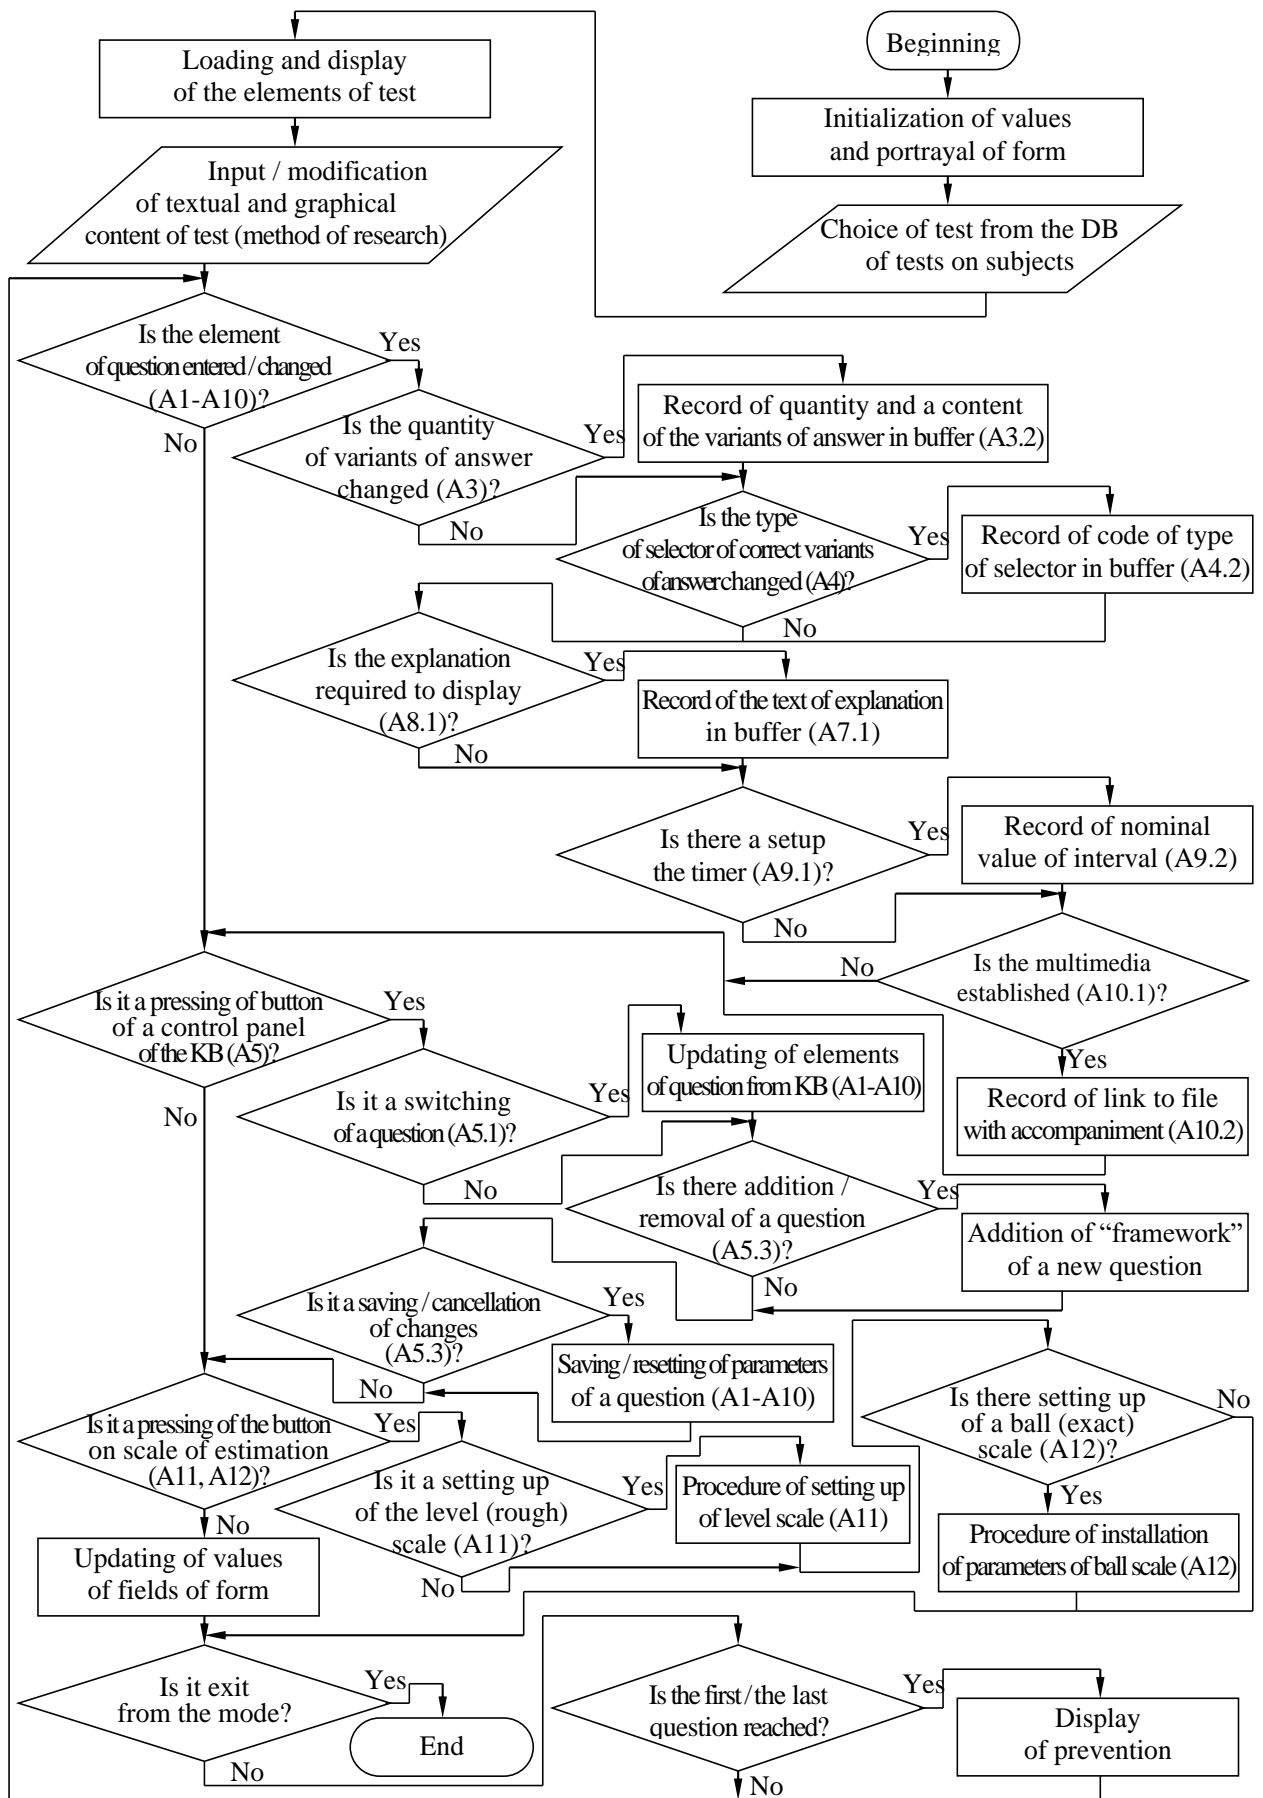 Beginning
Initialization of values
and portrayal of form
Choice of test from the DB
of tests on subjects
Loading and display
of the elements of test
Input / modification
of textual and graphical
content of test (method of research)
Is the element
of question entered / changed
(A1-A10)?
Yes
No
Is the quantity
of variants of answer
changed (A3)?
Yes
No
Record of quantity and a content
of the variants of answer in buffer (A3.2)
Is the type
of selector of correct variants
of answer changed (A4)?
Yes
No
Record of code of type
of selector in buffer (A4.2)
Is the explanation
required to display
(A8.1)?
Yes
No
Record of the text of explanation
in buffer (A7.1)
Is there a setup
the timer (A9.1)?
Yes
No
Record of nominal
value of interval (A9.2)
Is the multimedia
established (A10.1)?
No
Yes
Record of link to file
with accompaniment (A10.2)
Is it a pressing of button
of a control panel
of the KB (A5)?
Yes
No
Is it a switching
of a question (A5.1)?
Yes
No
Updating of elements
of question from KB (A1-A10)
Is there addition /
removal of a question
(A5.3)?
Yes
No
Addition of “framework”
of a new question
Is it a saving / cancellation
of changes
(A5.3)?
Yes
No
Saving / resetting of parameters
of a question (A1-A10)
Is it a pressing of the button
on scale of estimation
(A11, A12)?
Yes
No
Is it a setting up
of the level (rough)
scale (A11)?
Yes
No
Procedure of setting up
of level scale (A11)
Is there setting up
of a ball (exact)
scale (A12)?
No
Yes
Procedure of installation
of parameters of ball scale (A12)
Updating of values
of fields of form
Is it exit
from the mode?
Yes
No
End
Is the first / the last
question reached?
Yes
No
Display
of prevention